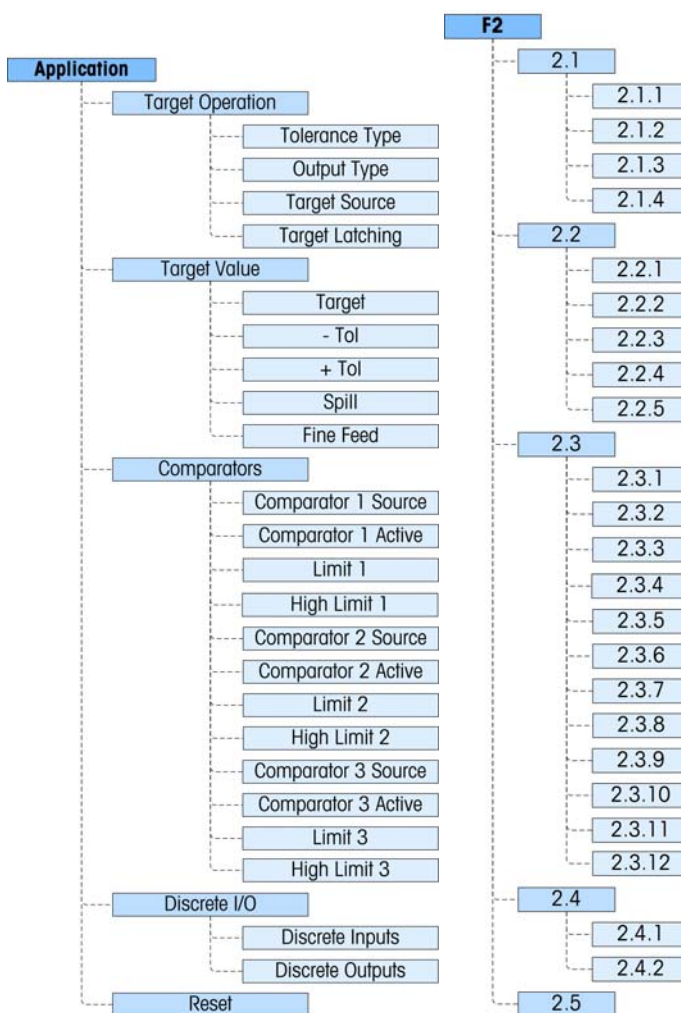 Application
Target Operation
Tolerance Type
Output Type
Target Source
Target Latching
Target Value
Target
- Tol
+ Tol
Spill
Fine Feed
Comparators
Comparator 1 Source
Comparator 1 Active
Limit 1
High Limit 1
Comparator 2 Source
Comparator 2 Active
Limit 2
High Limit 2
Comparator 3 Source
Comparator 3 Active
Limit 3
High Limit 3
Discrete I/O
Discrete Inputs
Discrete Outputs
Reset
F2
2.1
2.1.1
2.1.2
2.1.3
2.1.4
2.2
2.2.1
2.2.2
2.2.3
2.2.4
2.2.5
2.3
2.3.1
2.3.2
2.3.3
2.3.4
2.3.5
2.3.6
2.3.7
2.3.8
2.3.9
2.3.10
2.3.11
2.3.12
2.4
2.4.1
2.4.2
2.5